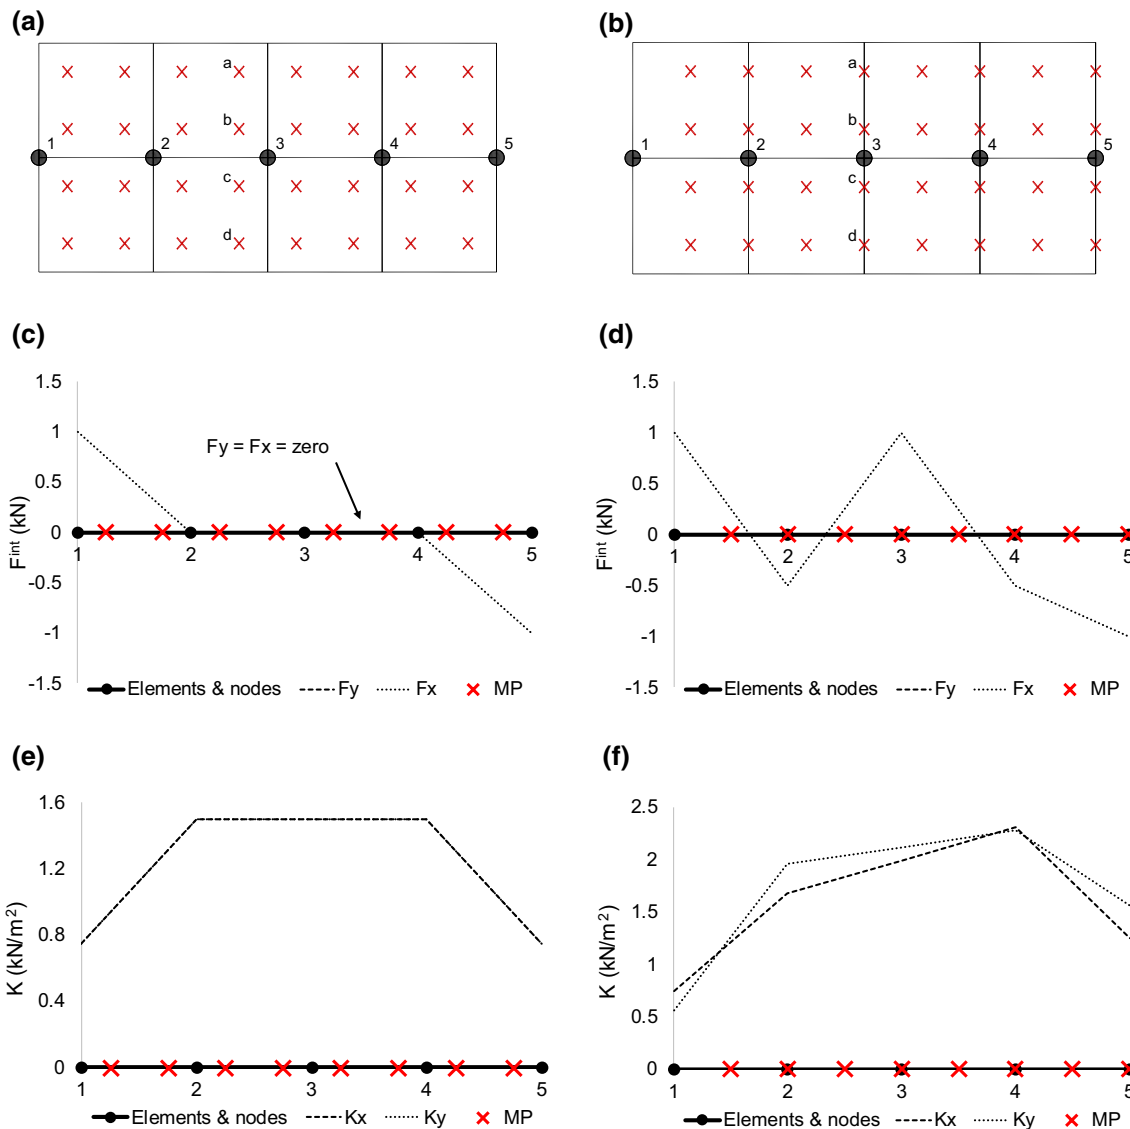 (a)
a
b
1 2 3 4 5
c
d
(b)
a
b
1 2 3 4 5
c
d
(c)
1.5
1
0.5
0
-0.5
-1
-1.5
F^int (kN)
Fy = Fx = zero
1 2 3 4 5
Elements & nodes Fy Fx MP
(d)
1.5
1
0.5
0
-0.5
-1
-1.5
F^int (kN)
1 2 3 4 5
Elements & nodes Fy Fx MP
(e)
1.6
1.2
0.8
0.4
0
K (kN/m²)
1 2 3 4 5
Elements & nodes Kx Ky MP
(f)
2.5
2
1.5
1
0.5
0
K (kN/m²)
1 2 3 4 5
Elements & nodes Kx Ky MP